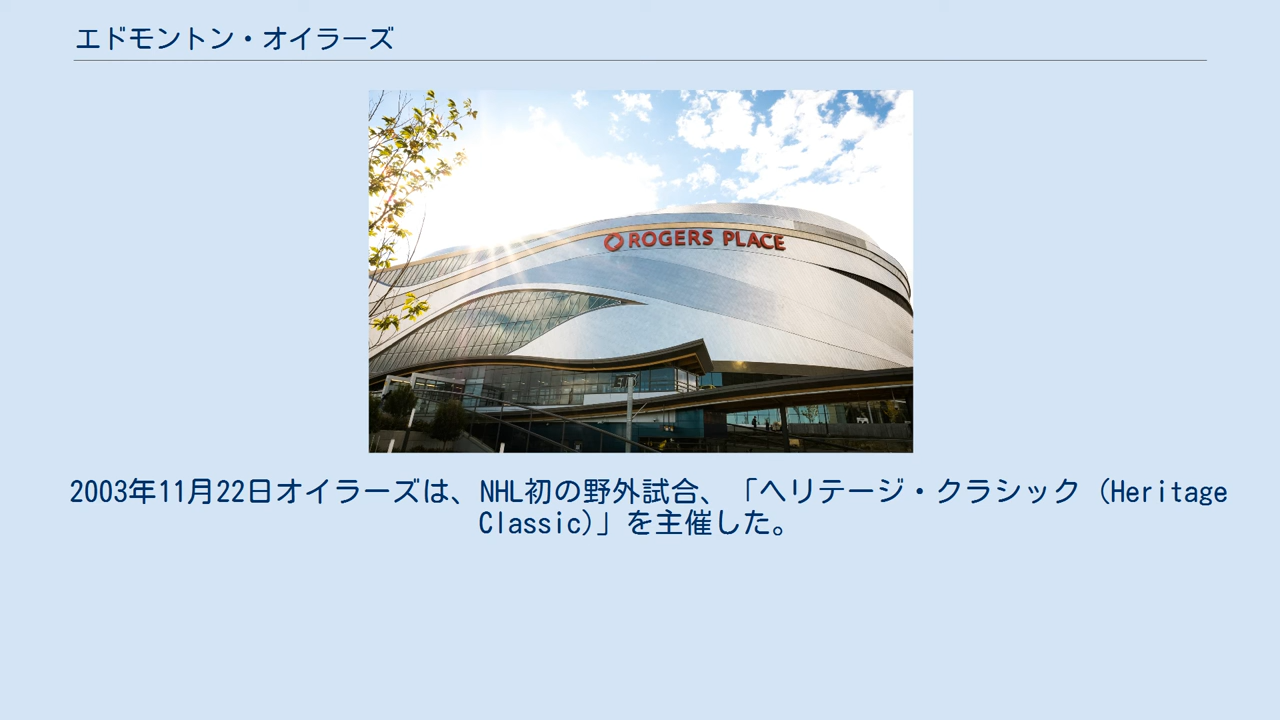 エドモントン・オイラーズ
ROGERS PLACE
2003年11月22日オイラーズは、NHL初の野外試合、「ヘリテージ・クラシック (Heritage
Classic)」を主催した。